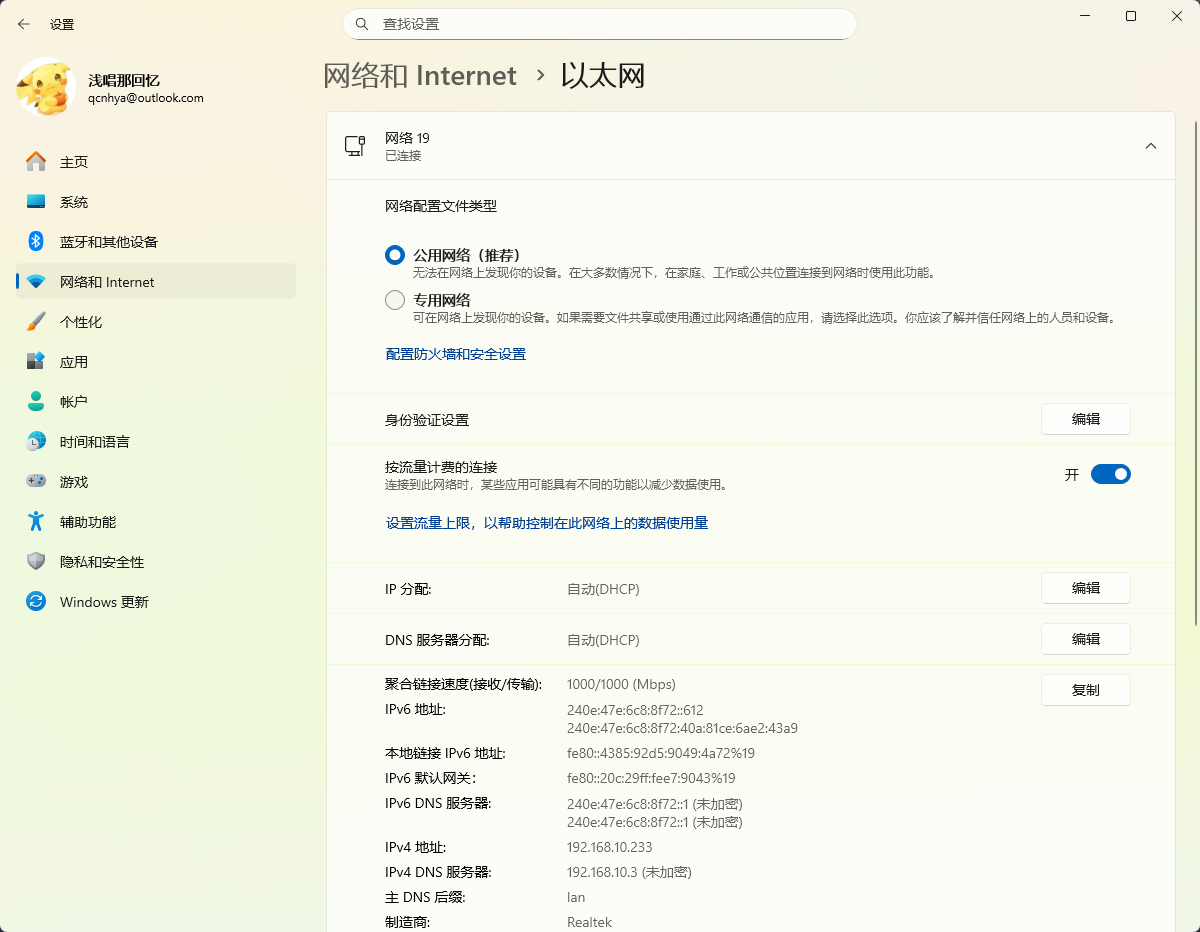 设置
查找设置
浅唱那回忆
qcnhya@outlook.com
主页
系统
蓝牙和其他设备
网络和 Internet
个性化
应用
帐户
时间和语言
游戏
辅助功能
隐私和安全性
Windows 更新
网络和 Internet › 以太网
网络 19
已连接
网络配置文件类型
公用网络（推荐）
无法在网络上发现你的设备。在大多数情况下，在家庭、工作或公共位置连接到网络时使用此功能。
专用网络
可在网络上发现你的设备。如果需要文件共享或使用通过此网络通信的应用，请选择此选项。你应该了解并信任网络上的人员和设备。
配置防火墙和安全设置
身份验证设置 编辑
按流量计费的连接
连接到此网络时，某些应用可能具有不同的功能以减少数据使用。
开
设置流量上限，以帮助控制在此网络上的数据使用量
IP 分配: 自动(DHCP) 编辑
DNS 服务器分配: 自动(DHCP) 编辑
聚合链接速度(接收/传输): 1000/1000 (Mbps) 复制
IPv6 地址: 240e:47e:6c8:8f72::612
240e:47e:6c8:8f72:40a:81ce:6ae2:43a9
本地链接 IPv6 地址: fe80::4385:92d5:9049:4a72%19
IPv6 默认网关: fe80::20c:29ff:fee7:9043%19
IPv6 DNS 服务器: 240e:47e:6c8:8f72::1 (未加密)
240e:47e:6c8:8f72::1 (未加密)
IPv4 地址: 192.168.10.233
IPv4 DNS 服务器: 192.168.10.3 (未加密)
主 DNS 后缀: lan
制造商: Realtek